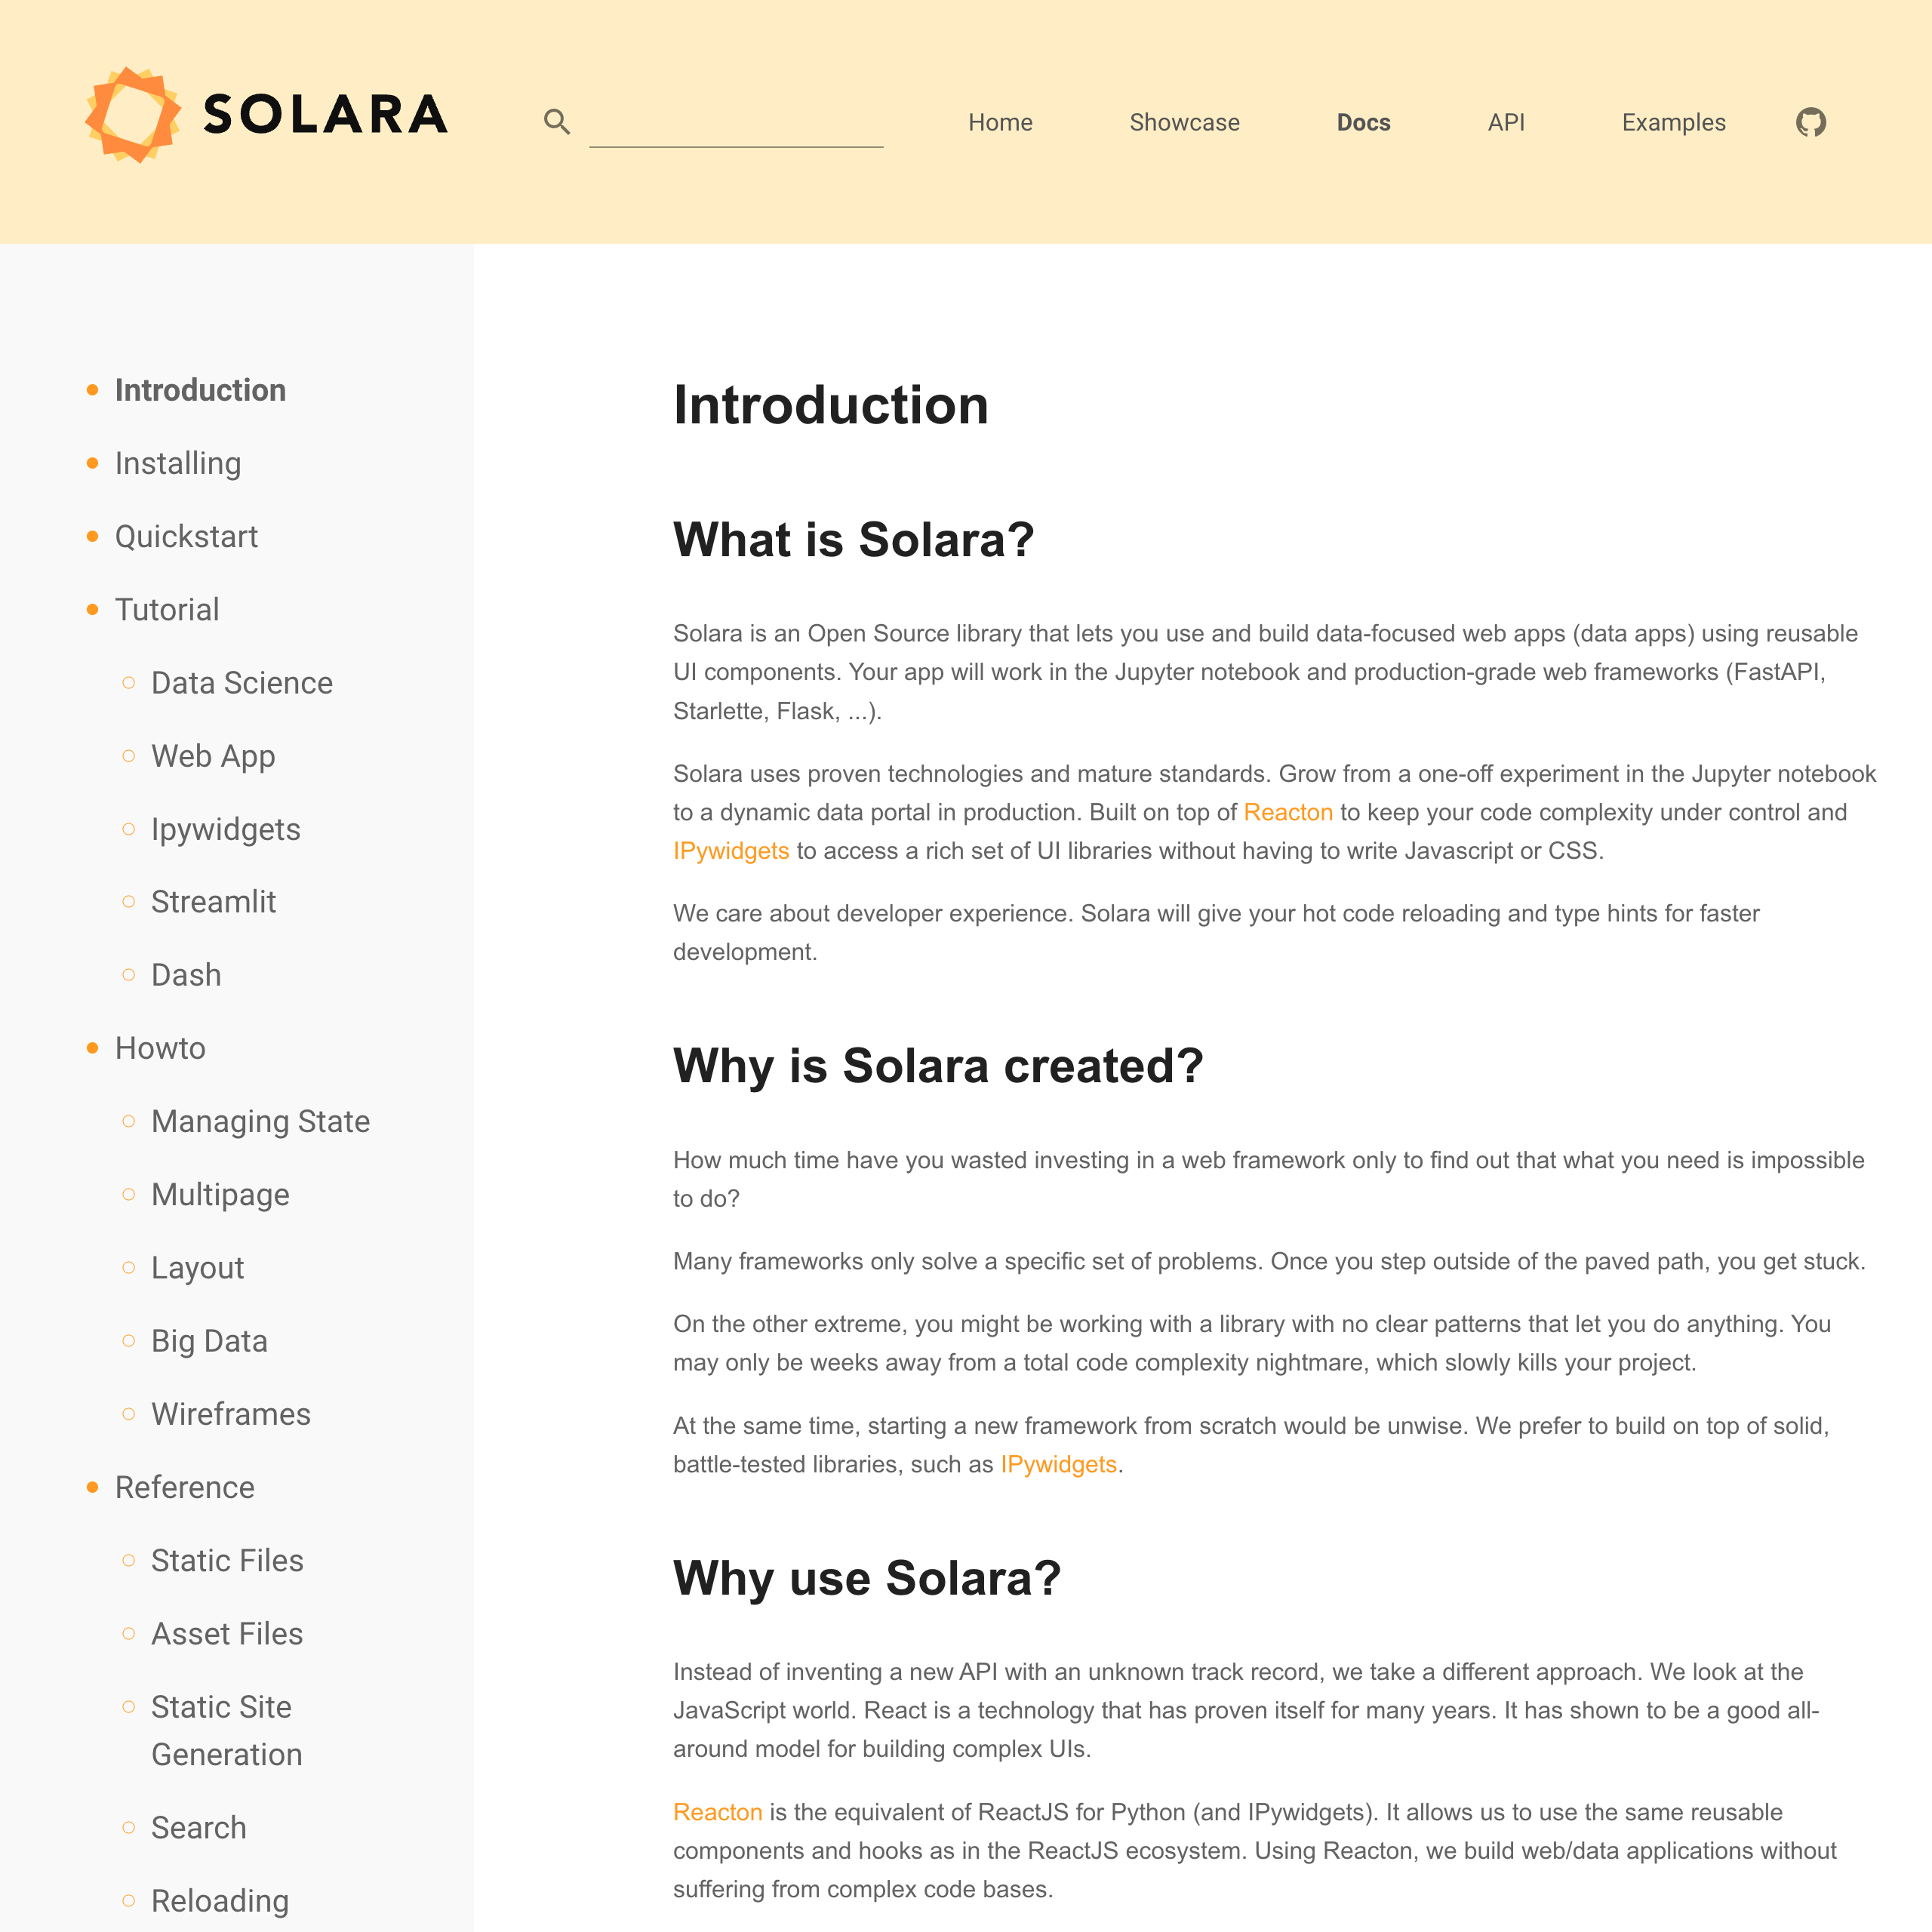 SOLARA
Home
Showcase
Docs
API
Examples
Introduction
Installing
Quickstart
Tutorial
Data Science
Web App
Ipywidgets
Streamlit
Dash
Howto
Managing State
Multipage
Layout
Big Data
Wireframes
Reference
Static Files
Asset Files
Static Site
Generation
Search
Reloading
Introduction
What is Solara?
Solara is an Open Source library that lets you use and build data-focused web apps (data apps) using reusable
UI components. Your app will work in the Jupyter notebook and production-grade web frameworks (FastAPI,
Starlette, Flask, ...).
Solara uses proven technologies and mature standards. Grow from a one-off experiment in the Jupyter notebook
to a dynamic data portal in production. Built on top of Reacton to keep your code complexity under control and
IPywidgets to access a rich set of UI libraries without having to write Javascript or CSS.
We care about developer experience. Solara will give your hot code reloading and type hints for faster
development.
Why is Solara created?
How much time have you wasted investing in a web framework only to find out that what you need is impossible
to do?
Many frameworks only solve a specific set of problems. Once you step outside of the paved path, you get stuck.
On the other extreme, you might be working with a library with no clear patterns that let you do anything. You
may only be weeks away from a total code complexity nightmare, which slowly kills your project.
At the same time, starting a new framework from scratch would be unwise. We prefer to build on top of solid,
battle-tested libraries, such as IPywidgets.
Why use Solara?
Instead of inventing a new API with an unknown track record, we take a different approach. We look at the
JavaScript world. React is a technology that has proven itself for many years. It has shown to be a good all-
around model for building complex UIs.
Reacton is the equivalent of ReactJS for Python (and IPywidgets). It allows us to use the same reusable
components and hooks as in the ReactJS ecosystem. Using Reacton, we build web/data applications without
suffering from complex code bases.